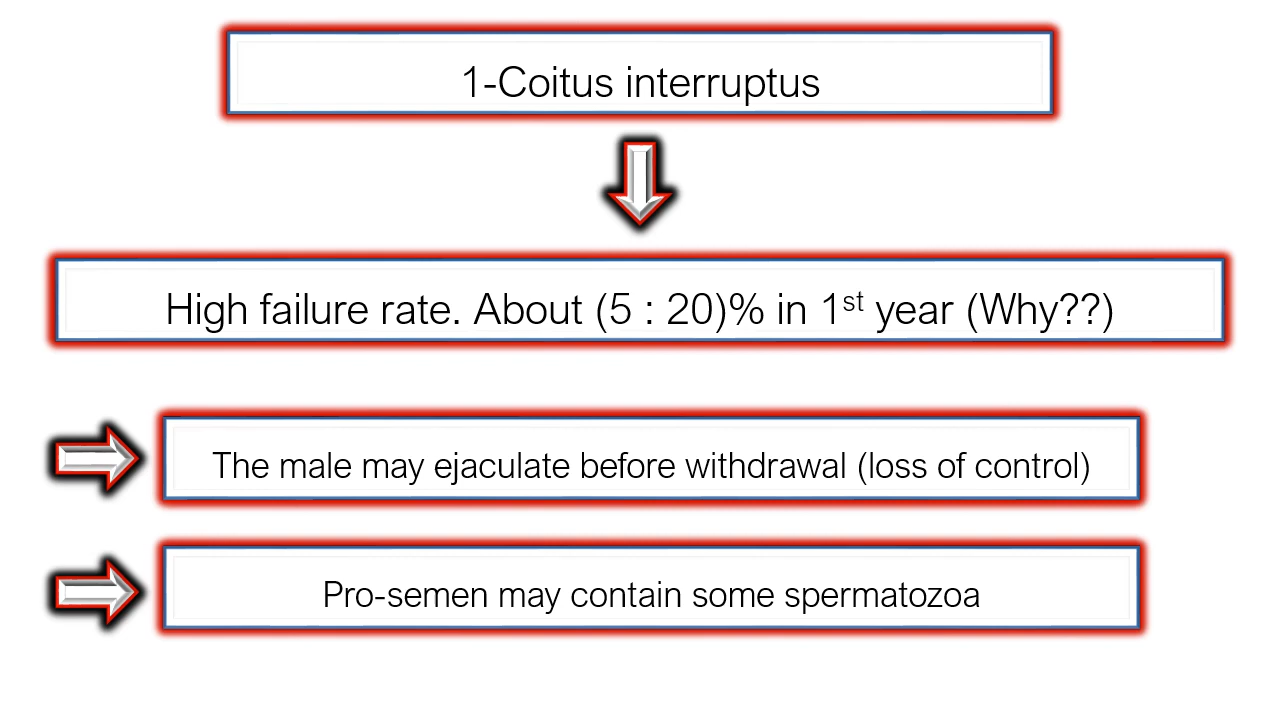 1-Coitus interruptus
High failure rate. About (5 : 20)% in 1st year (Why??)
The male may ejaculate before withdrawal (loss of control)
Pro-semen may contain some spermatozoa